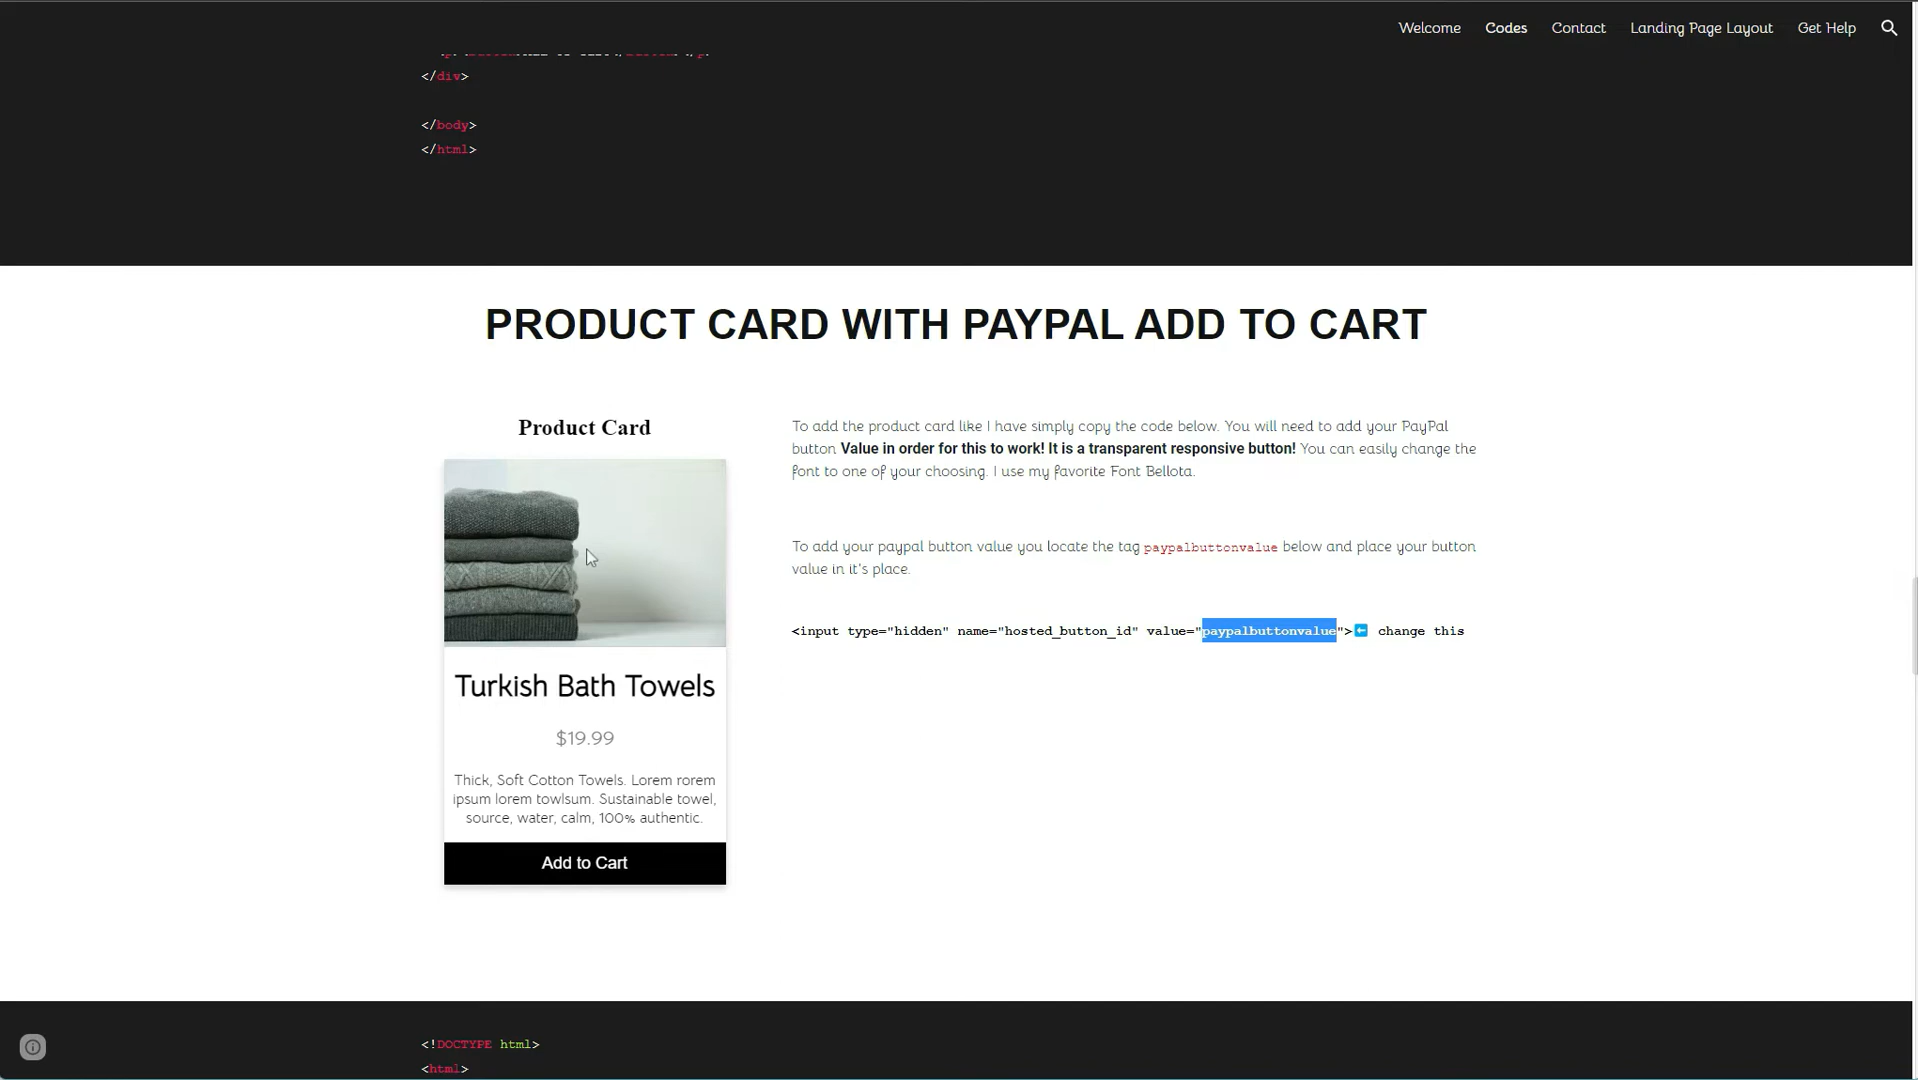 Welcome Codes Contact Landing Page Layout Get Help
</div>
</body>
</html>
PRODUCT CARD WITH PAYPAL ADD TO CART
Product Card
Turkish Bath Towels
$19.99
Thick, Soft Cotton Towels. Lorem rorem
ipsum lorem towlsum. Sustainable towel,
source, water, calm, 100% authentic.
Add to Cart
To add the product card like I have simply copy the code below. You will need to add your PayPal
button Value in order for this to work! It is a transparent responsive button! You can easily change the
font to one of your choosing. I use my favorite Font Bellota.
To add your paypal button value you locate the tag paypalbuttonvalue below and place your button
value in it's place.
<input type="hidden" name="hosted_button_id" value="paypalbuttonvalue">⬅ change this
<!DOCTYPE html>
<html>